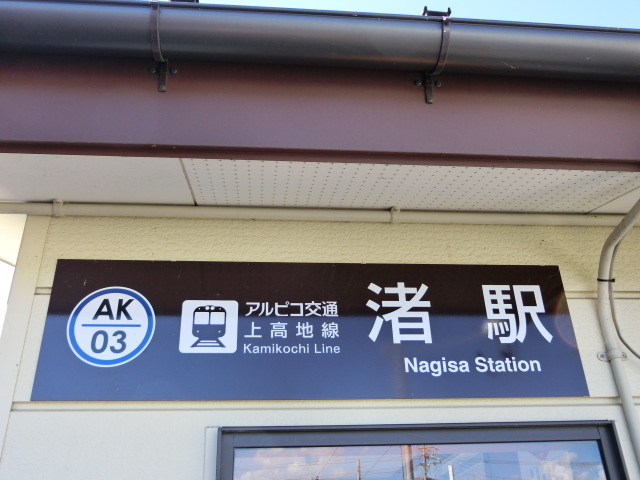 AK
03
アルピコ交通
上高地線
Kamikochi Line
渚駅
Nagisa Station